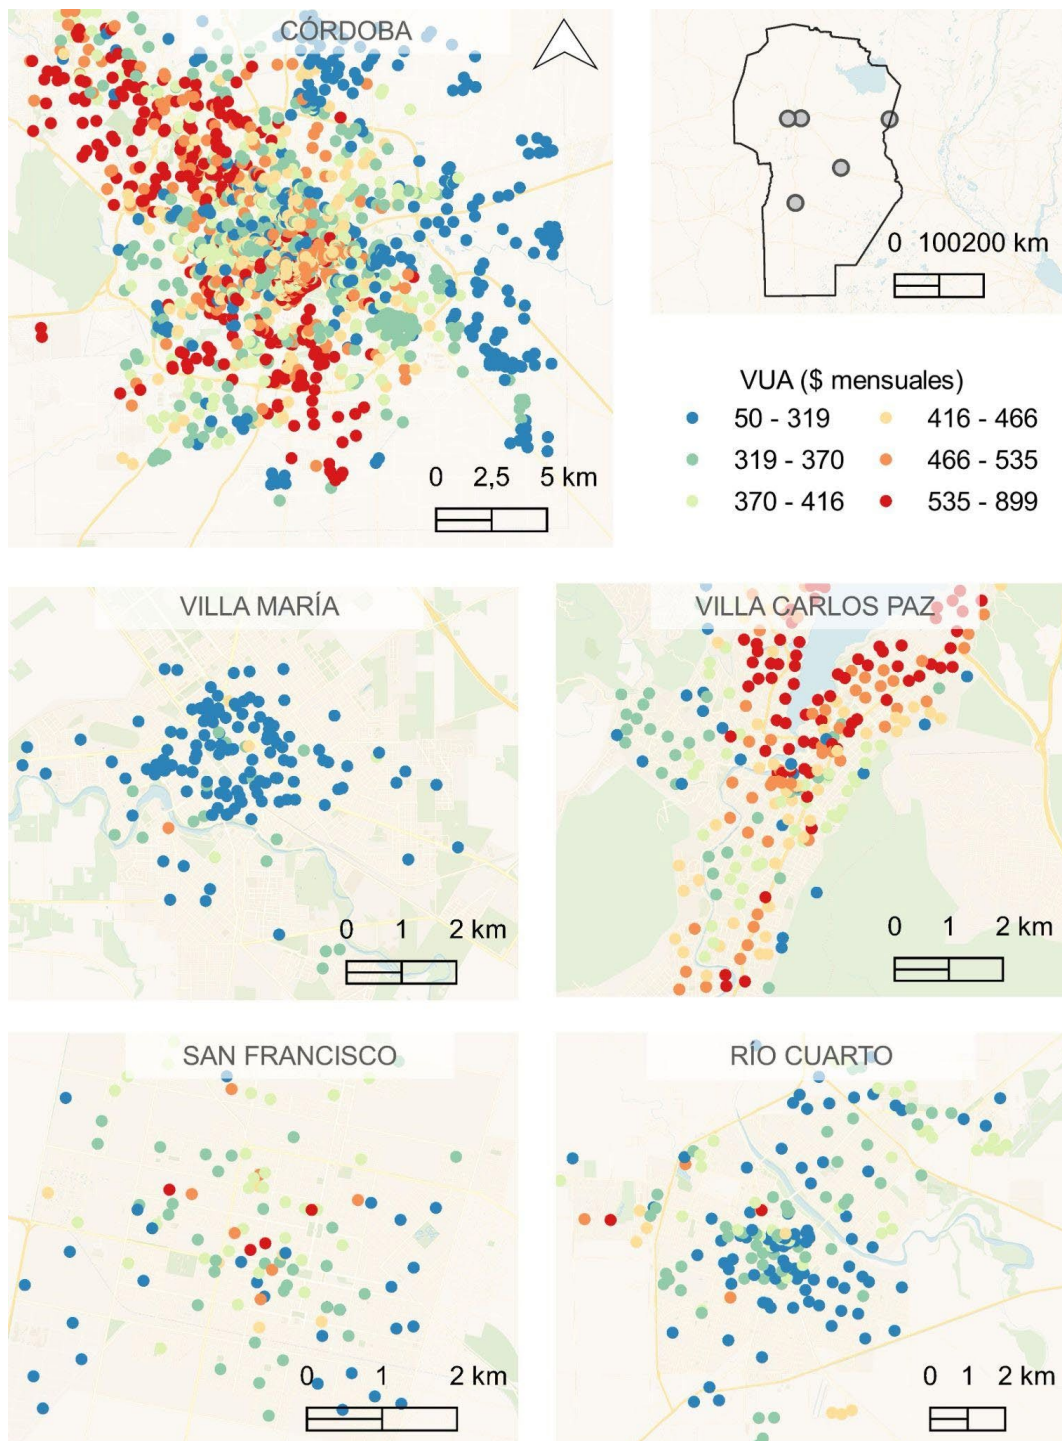 CÓRDOBA
0 2,5 5 km
0 100200 km
VUA ($ mensuales)
50 - 319
416 - 466
319 - 370
466 - 535
370 - 416
535 - 899
VILLA MARÍA
0 1 2 km
VILLA CARLOS PAZ
0 1 2 km
SAN FRANCISCO
0 1 2 km
RÍO CUARTO
0 1 2 km